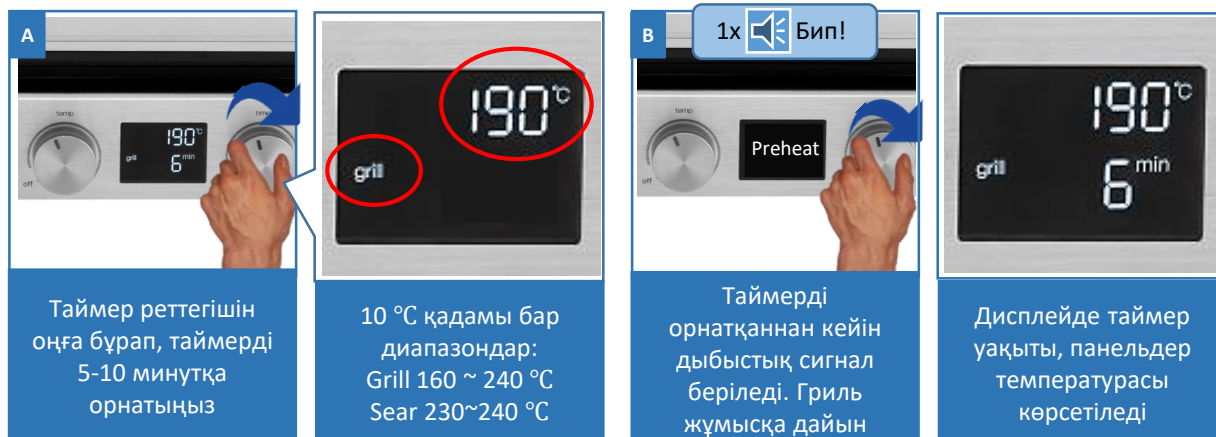 A
temp
190°C
grill
6 min
time
off
Таймер реттегішін
оңға бұрап, таймерді
5-10 минутқа
орнатыңыз
190°C
grill
10 °C қадамы бар
диапазондар:
Grill 160 ~ 240 °C
Sear 230~240 °C
B
1x Бип!
temp
Preheat
off
Таймерді
орнатқаннан кейін
дыбыстық сигнал
беріледі. Гриль
жұмысқа дайын
190°C
grill
6 min
Дисплейде таймер
уақыты, панельдер
температурасы
көрсетіледі